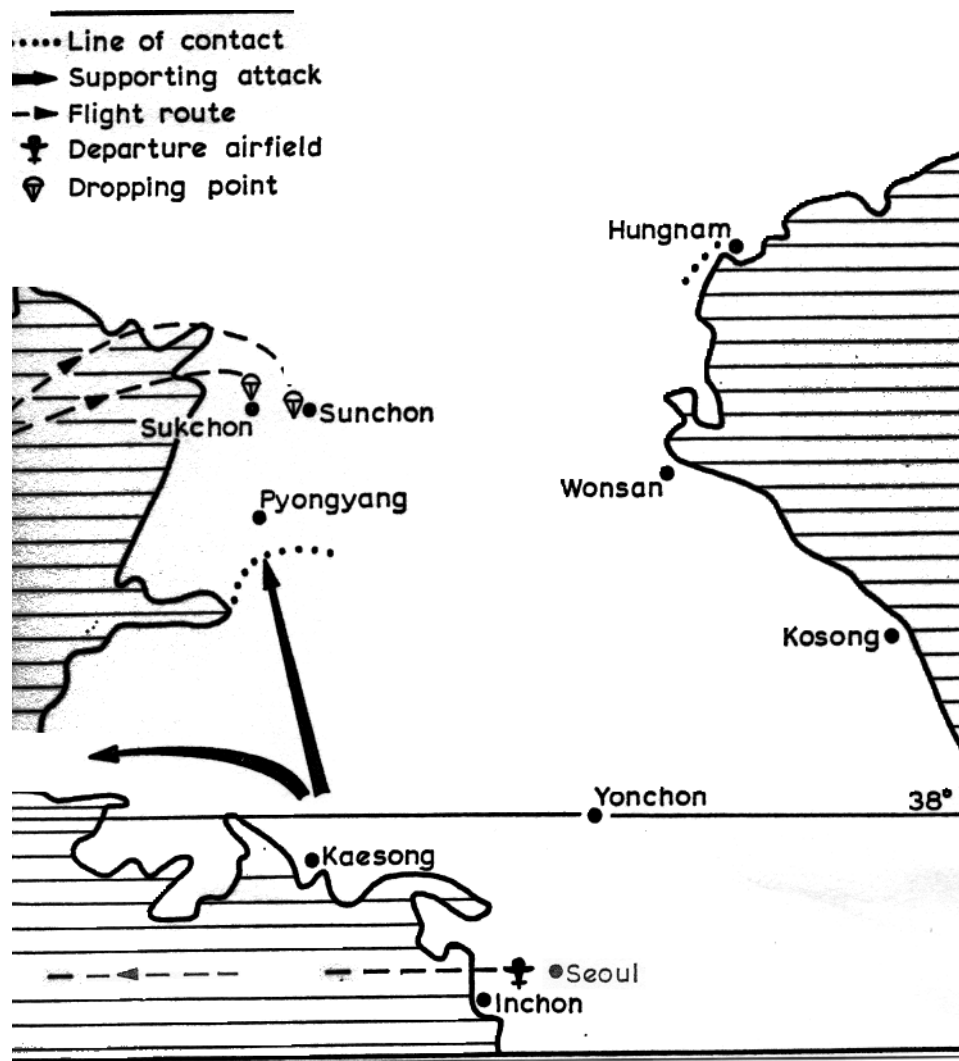 Line of contact
Supporting attack
Flight route
Departure airfield
Dropping point
Hungnam
Sunchon
Sukchon
Wonsan
Pyongyang
Kosong
Yonchon
38°
Kaesong
Seoul
Inchon